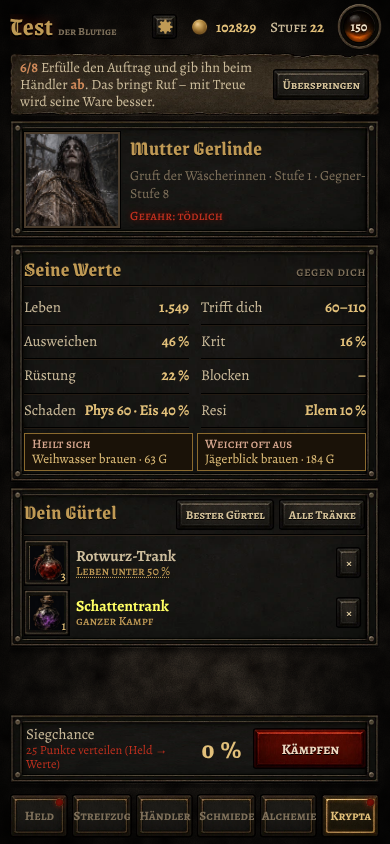 Test der Blutige 102829 Stufe 22 150
6/8 Erfülle den Auftrag und gib ihn beim
Händler ab. Das bringt Ruf – mit Treue
wird seine Ware besser.
Überspringen
Mutter Gerlinde
Gruft der Wäscherinnen · Stufe 1 · Gegner-
Stufe 8
Gefahr: tödlich
Seine Werte gegen dich
Leben 1.549 Trifft dich 60–110
Ausweichen 46 % Krit 16 %
Rüstung 22 % Blocken –
Schaden Phys 60 · Eis 40 % Resi Elem 10 %
Heilt sich
Weihwasser brauen · 63 G
Weicht oft aus
Jägerblick brauen · 184 G
Dein Gürtel Bester Gürtel Alle Tränke
Rotwurz-Trank
Leben unter 50 %
3
×
Schattentrank
ganzer Kampf
1
×
Siegchance
25 Punkte verteilen (Held →
Werte)
0 %
Kämpfen
Held Streifzug Händler Schmiede Alchemie Krypta